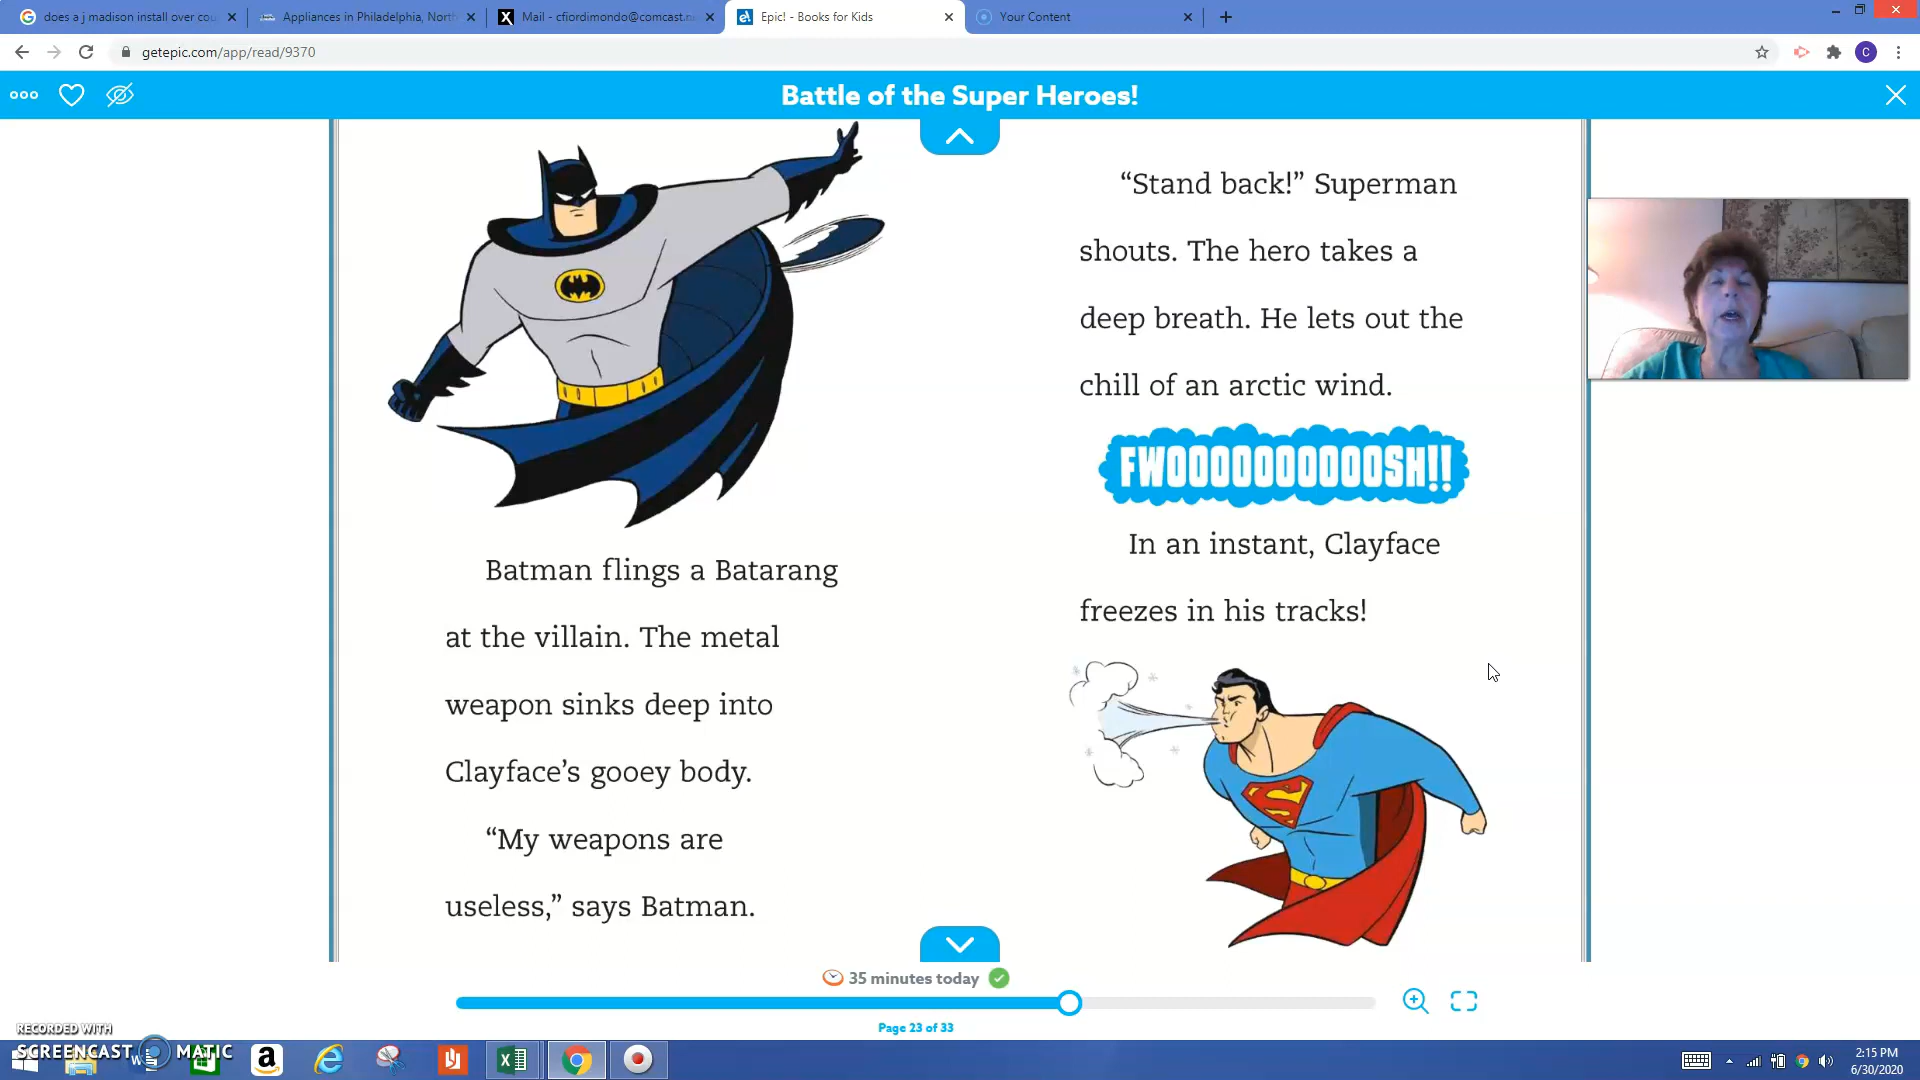 does a j madison install over cou
Appliances in Philadelphia, North
Mail - cfiordimondo@comcast.ne
Epic! - Books for Kids
Your Content
getepic.com/app/read/9370
C
Battle of the Super Heroes!
Batman flings a Batarang
at the villain. The metal
weapon sinks deep into
Clayface's gooey body.
“My weapons are
useless,” says Batman.
“Stand back!” Superman
shouts. The hero takes a
deep breath. He lets out the
chill of an arctic wind.
FWOOOOOOOOOOSH!!
In an instant, Clayface
freezes in his tracks!
35 minutes today
Page 23 of 33
RECORDED WITH
SCREENCAST MATIC
2:15 PM
6/30/2020